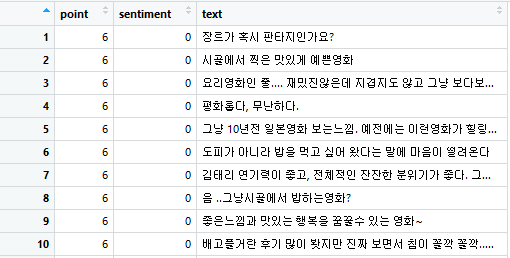 point sentiment text
1 6 0 장르가 혹시 판타지인가요?
2 6 0 시골에서 찍은 맛있게 예쁜영화
3 6 0 요리영화인 줄.... 재밌진않은데 지겹지도 않고 그냥 보다보...
4 6 0 평화롭다, 무난하다.
5 6 0 그냥 10년전 일본영화 보는느낌. 예전에는 이런영화가 힐링...
6 6 0 도피가 아니라 밥을 먹고 싶어 왔다는 말에 마음이 떨려온다
7 6 0 김태리 연기력이 좋고, 전체적인 잔잔한 분위기가 좋다. 그...
8 6 0 음 ..그냥시골에서 밥하는영화?
9 6 0 좋은느낌과 맛있는 행복을 꿈꿀수 있는 영화~
10 6 0 배고플거란 후기 많이 봣지만 진짜 보면서 침이 꼴깍 꼴깍.....